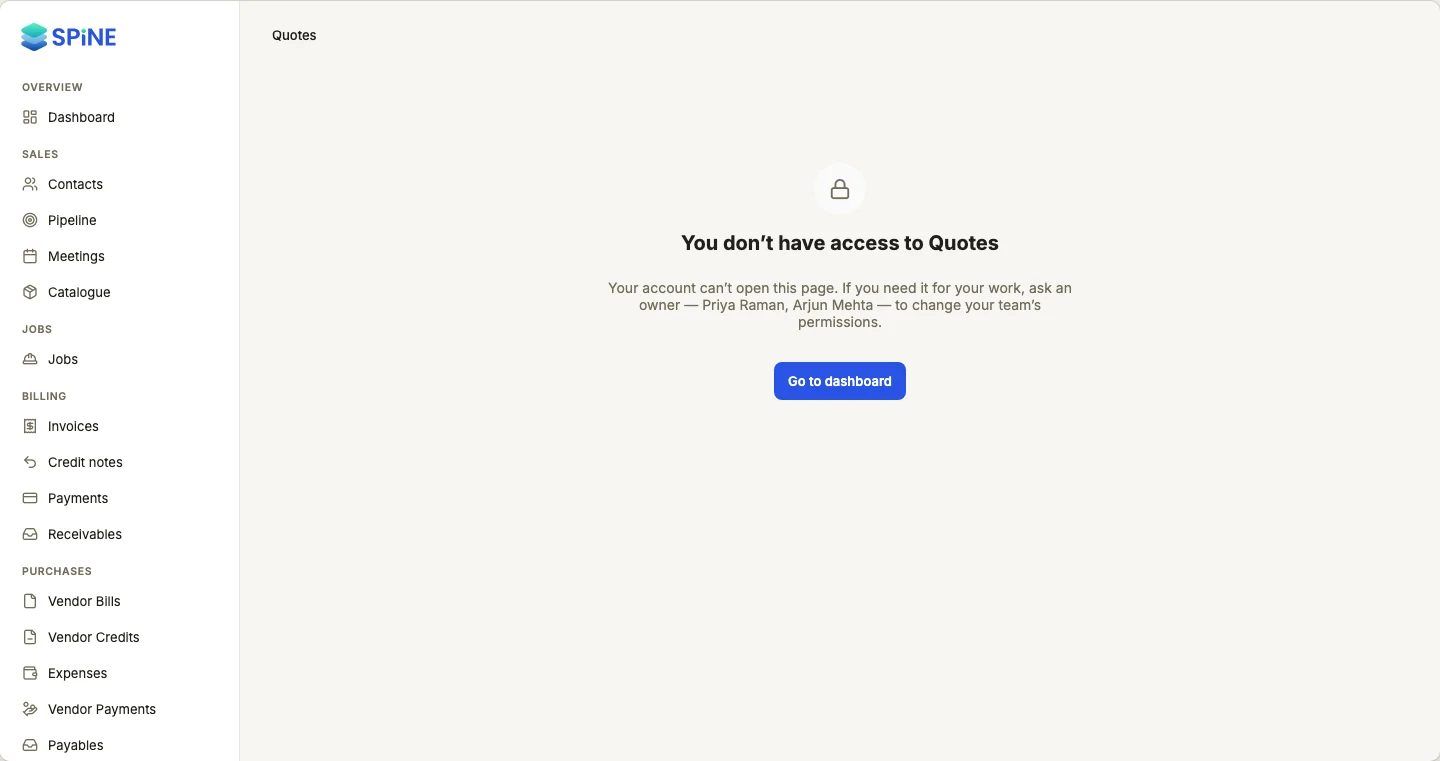 SPiNE
OVERVIEW
Dashboard
SALES
Contacts
Pipeline
Meetings
Catalogue
JOBS
Jobs
BILLING
Invoices
Credit notes
Payments
Receivables
PURCHASES
Vendor Bills
Vendor Credits
Expenses
Vendor Payments
Payables
Quotes
You don’t have access to Quotes
Your account can’t open this page. If you need it for your work, ask an
owner — Priya Raman, Arjun Mehta — to change your team’s
permissions.
Go to dashboard